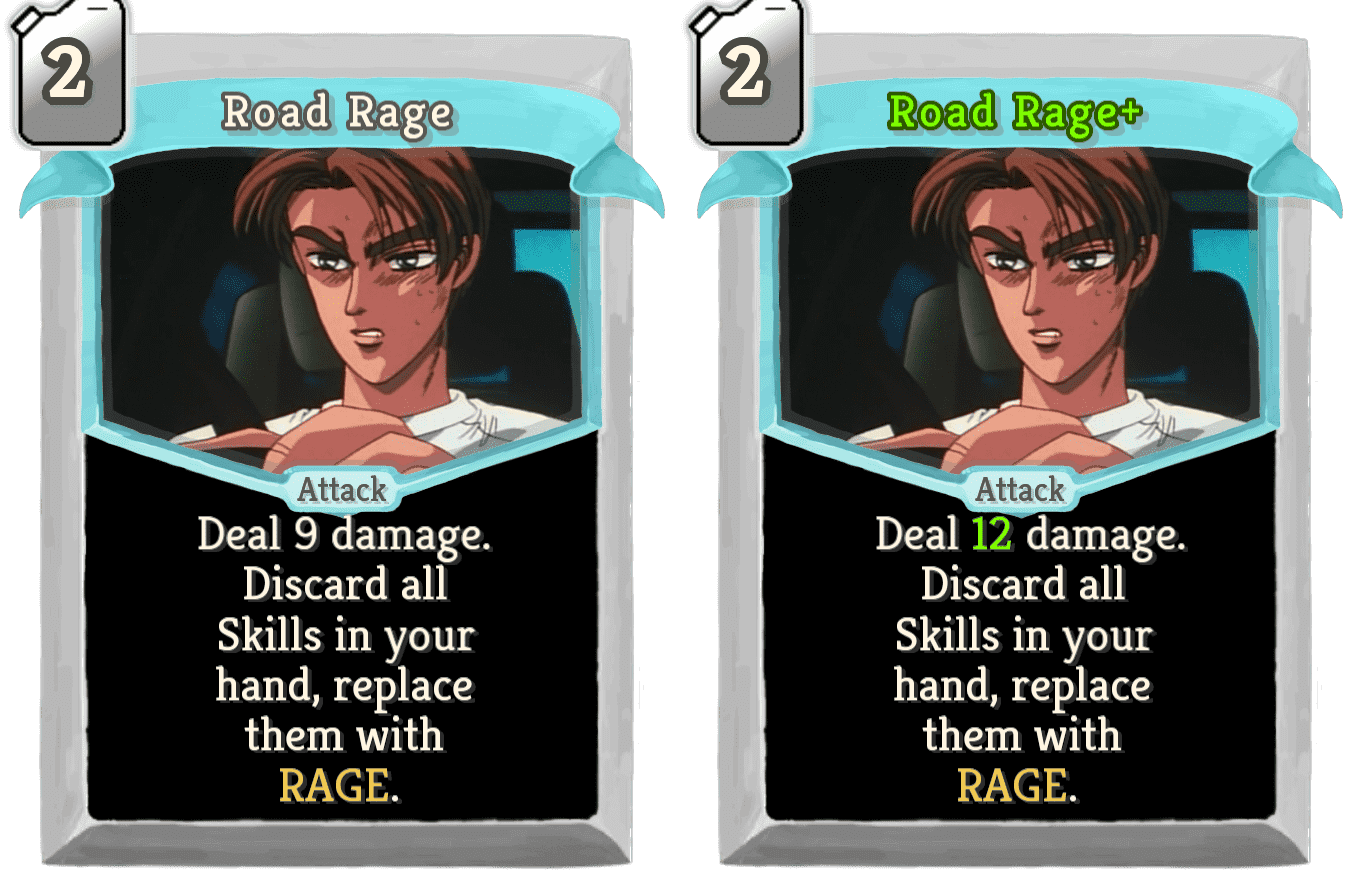 2
Road Rage
Attack
Deal 9 damage.
Discard all
Skills in your
hand, replace
them with
RAGE.
2
Road Rage+
Attack
Deal 12 damage.
Discard all
Skills in your
hand, replace
them with
RAGE.